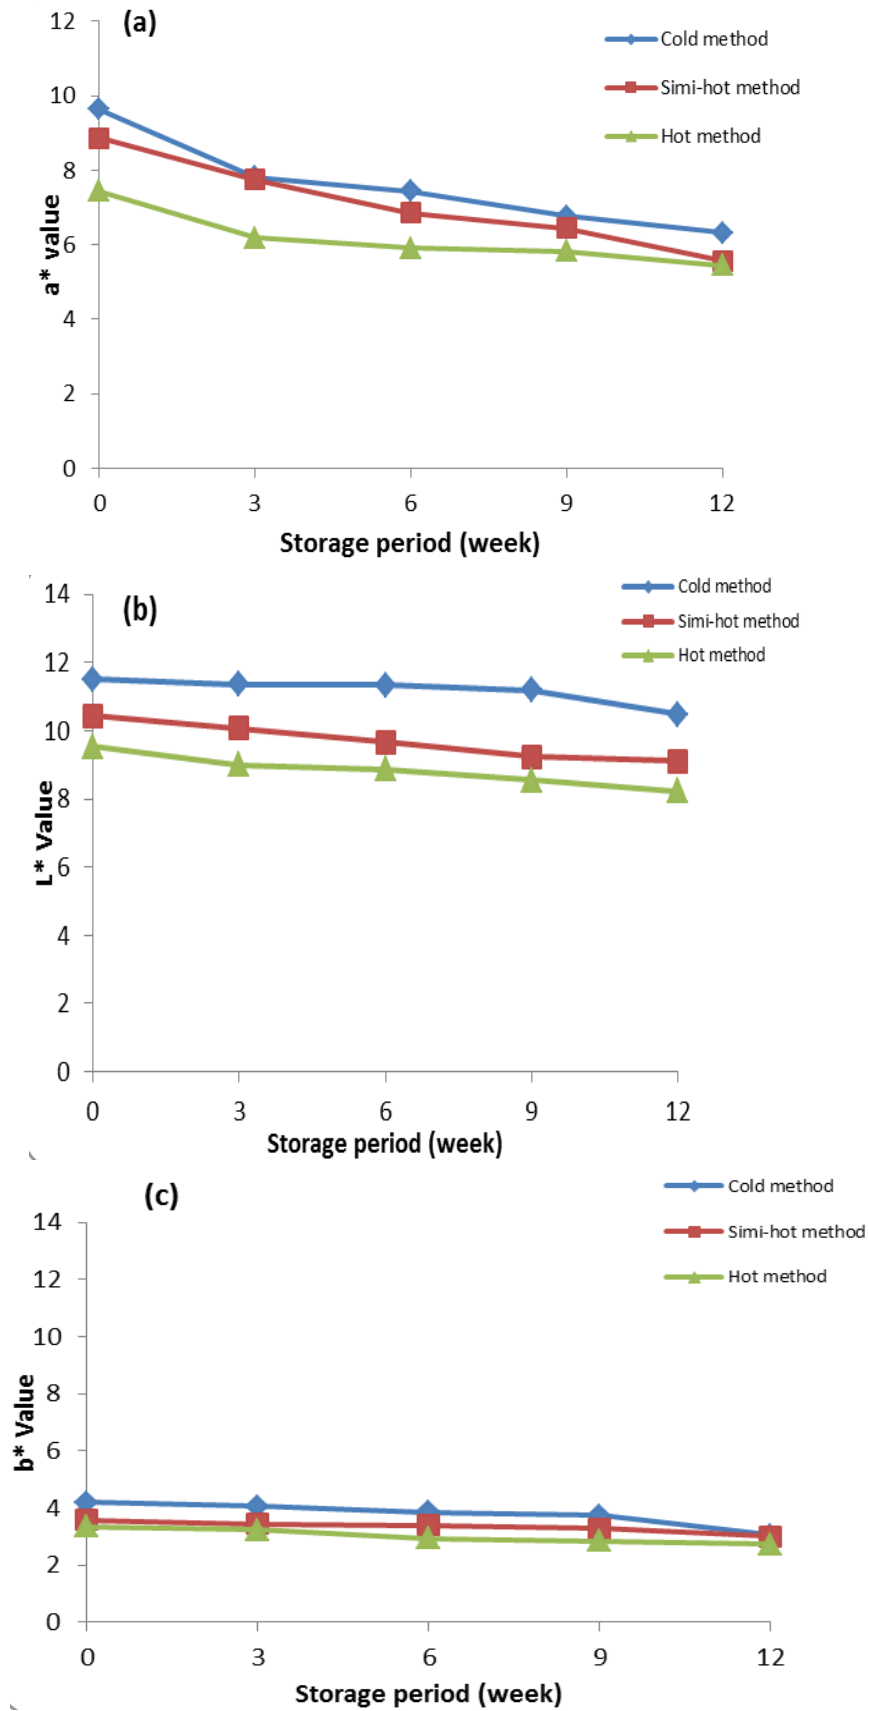 (a)
12
10
8
6
4
2
0
a* value
0 3 6 9 12
Storage period (week)
Cold method
Simi-hot method
Hot method
(b)
14
12
10
8
6
4
2
0
L* Value
0 3 6 9 12
Storage period (week)
Cold method
Simi-hot method
Hot method
(c)
14
12
10
8
6
4
2
0
b* Value
0 3 6 9 12
Storage period (week)
Cold method
Simi-hot method
Hot method